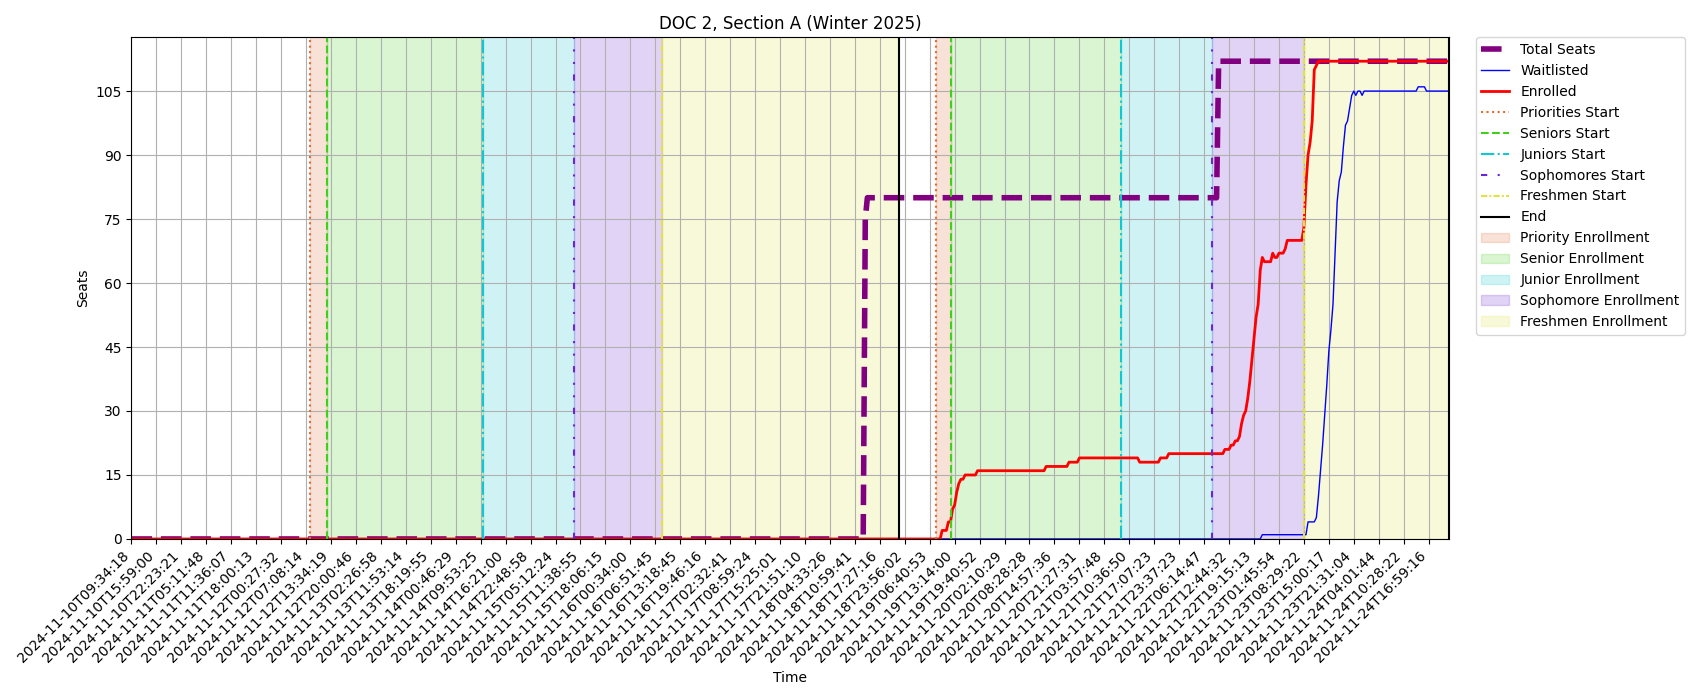 DOC 2, Section A (Winter 2025)
Seats
105
90
75
60
45
30
15
0
2024-11-10T09:34:18
2024-11-10T15:59:00
2024-11-10T22:23:21
2024-11-11T05:11:48
2024-11-11T11:36:07
2024-11-11T18:00:13
2024-11-12T00:27:32
2024-11-12T07:08:14
2024-11-12T13:34:19
2024-11-12T20:00:46
2024-11-13T02:26:58
2024-11-13T11:53:14
2024-11-13T18:19:55
2024-11-14T00:46:29
2024-11-14T09:53:25
2024-11-14T16:21:00
2024-11-14T22:48:58
2024-11-15T05:12:24
2024-11-15T11:38:55
2024-11-15T18:06:15
2024-11-16T00:34:00
2024-11-16T06:51:45
2024-11-16T13:18:45
2024-11-16T19:46:16
2024-11-17T02:32:41
2024-11-17T08:59:24
2024-11-17T15:25:01
2024-11-17T21:51:10
2024-11-18T04:33:26
2024-11-18T10:59:41
2024-11-18T17:27:16
2024-11-18T23:56:02
2024-11-19T06:40:53
2024-11-19T13:14:00
2024-11-19T19:40:52
2024-11-20T02:10:29
2024-11-20T08:28:28
2024-11-20T14:57:36
2024-11-20T21:27:31
2024-11-21T03:57:48
2024-11-21T10:36:50
2024-11-21T17:07:23
2024-11-21T23:37:23
2024-11-22T06:14:47
2024-11-22T12:44:32
2024-11-22T19:15:13
2024-11-23T01:45:54
2024-11-23T08:29:22
2024-11-23T15:00:17
2024-11-23T21:31:04
2024-11-24T04:01:44
2024-11-24T10:28:22
2024-11-24T16:59:16
Time
Total Seats
Waitlisted
Enrolled
Priorities Start
Seniors Start
Juniors Start
Sophomores Start
Freshmen Start
End
Priority Enrollment
Senior Enrollment
Junior Enrollment
Sophomore Enrollment
Freshmen Enrollment